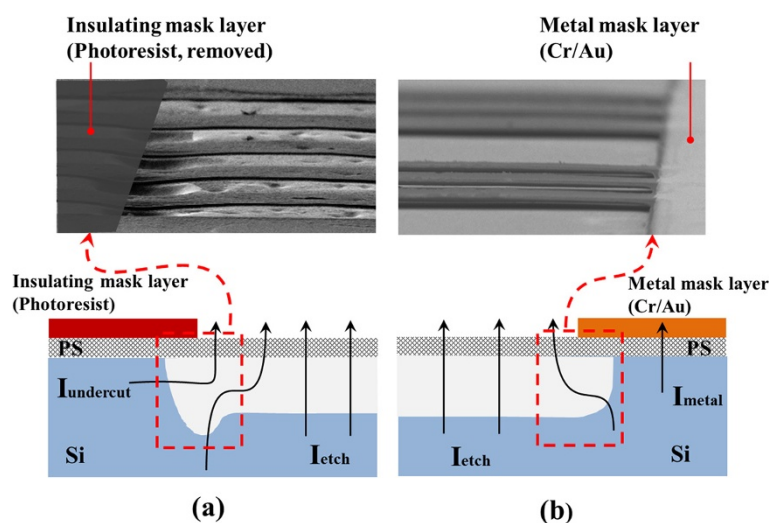 Insulating mask layer
(Photoresist, removed)
Metal mask layer
(Cr/Au)
Insulating mask layer
(Photoresist)
Metal mask layer
(Cr/Au)
PS
PS
Iundercut
Imetal
Si
Ietch
Ietch
Si
(a)
(b)